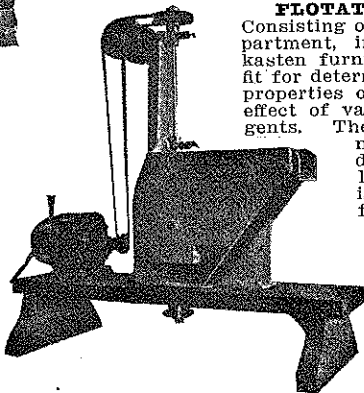 FLOTAT
Consisting o
partment, i
kasten furn
fit for deter
properties o
effect of va
gents. The
n
d
l
i
f